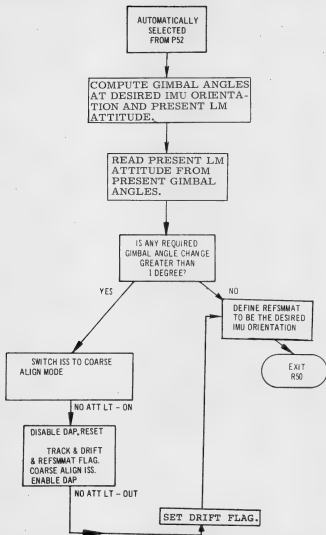 AUTOMATICALLY
SELECTED
FROM P52
COMPUTE GIMBAL ANGLES
AT DESIRED IMU ORIENTA-
TION AND PRESENT LM
ATTITUDE.
READ PRESENT LM
ATTITUDE FROM
PRESENT GIMBAL
ANGLES.
IS ANY REQUIRED
GIMBAL ANGLE CHANGE
GREATER THAN
1 DEGREE?
YES
NO
DEFINE REFSMMAT
TO BE THE DESIRED
IMU ORIENTATION
EXIT
R50
SWITCH ISS TO COARSE
ALIGN MODE
NO ATT LT - ON
DISABLE DAP, RESET
TRACK & DRIFT
& REFSMMAT FLAG.
COARSE ALIGN ISS.
ENABLE DAP
NO ATT LT - OUT
SET DRIFT FLAG.